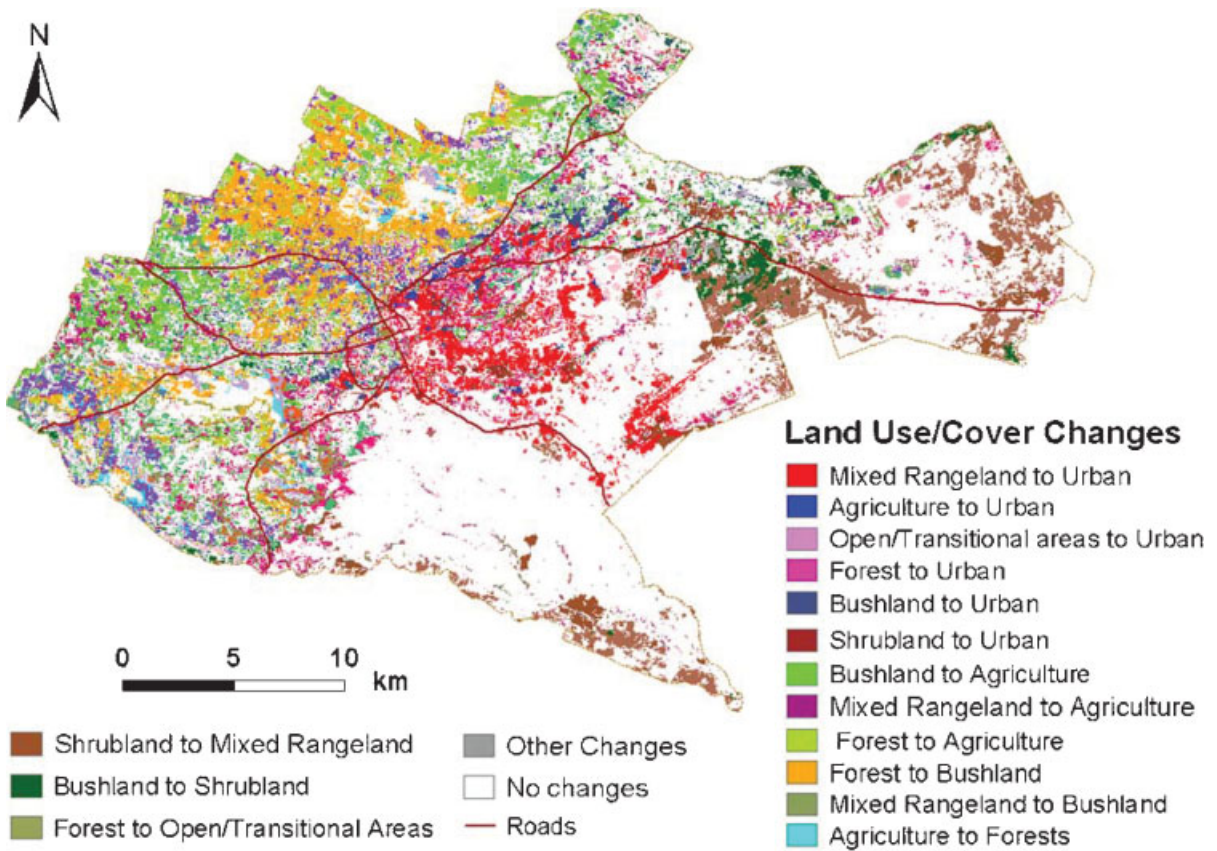 N
Land Use/Cover Changes
Mixed Rangeland to Urban
Agriculture to Urban
Open/Transitional areas to Urban
Forest to Urban
Bushland to Urban
Shrubland to Urban
Bushland to Agriculture
Mixed Rangeland to Agriculture
Forest to Agriculture
Forest to Bushland
Mixed Rangeland to Bushland
Agriculture to Forests
0 5 10
km
Shrubland to Mixed Rangeland
Bushland to Shrubland
Forest to Open/Transitional Areas
Other Changes
No changes
Roads